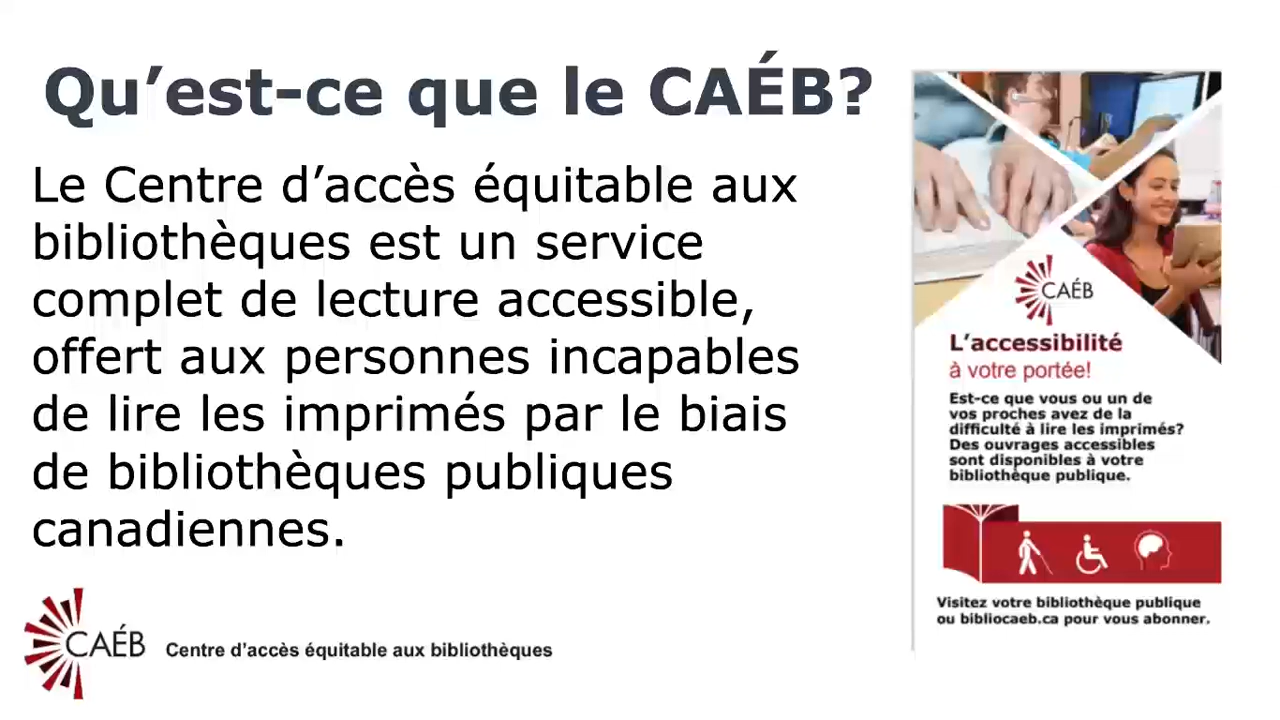 Qu’est-ce que le CAÉB?
Le Centre d’accès équitable aux
bibliothèques est un service
complet de lecture accessible,
offert aux personnes incapables
de lire les imprimés par le biais
de bibliothèques publiques
canadiennes.
CAÉB
Centre d’accès équitable aux bibliothèques
CAÉB
L’accessibilité
à votre portée!
Est-ce que vous ou un de
vos proches avez de la
difficulté à lire les imprimés?
Des ouvrages accessibles
sont disponibles à votre
bibliothèque publique.
Visitez votre bibliothèque publique
ou bibliocaeb.ca pour vous abonner.